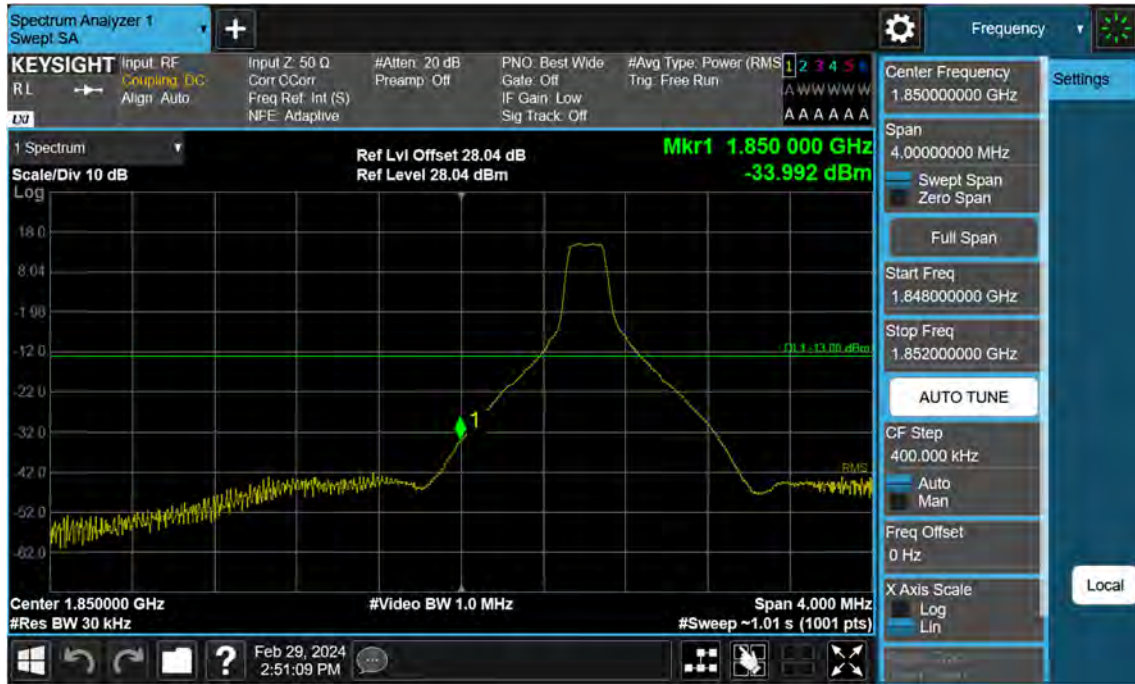 Spectrum Analyzer 1
Swept SA
+
Frequency
KEYSIGHT
RL
LXI
Input: RF
Coupling: DC
Align: Auto
Input Z: 50 Ω
Corr CCorr
Freq Ref: Int (S)
NFE: Adaptive
#Atten: 20 dB
Preamp: Off
PNO: Best Wide
Gate: Off
IF Gain: Low
Sig Track: Off
#Avg Type: Power (RMS
Trig: Free Run
1 2 3 4 5 6
A W W W W W
A A A A A A
1 Spectrum
Scale/Div 10 dB
Log
Ref Lvl Offset 28.04 dB
Ref Level 28.04 dBm
Mkr1 1.850 000 GHz
-33.992 dBm
18.0
8.04
-1.96
-12.0
DL1 -13.00 dBm
-22.0
1
-32.0
-42.0
RMS
-52.0
-62.0
Center 1.850000 GHz
#Res BW 30 kHz
#Video BW 1.0 MHz
Span 4.000 MHz
#Sweep ~1.01 s (1001 pts)
Center Frequency
1.850000000 GHz
Settings
Span
4.00000000 MHz
Swept Span
Zero Span
Full Span
Start Freq
1.848000000 GHz
Stop Freq
1.852000000 GHz
AUTO TUNE
CF Step
400.000 kHz
Auto
Man
Freq Offset
0 Hz
X Axis Scale
Log
Lin
Local
?
Feb 29, 2024
2:51:09 PM